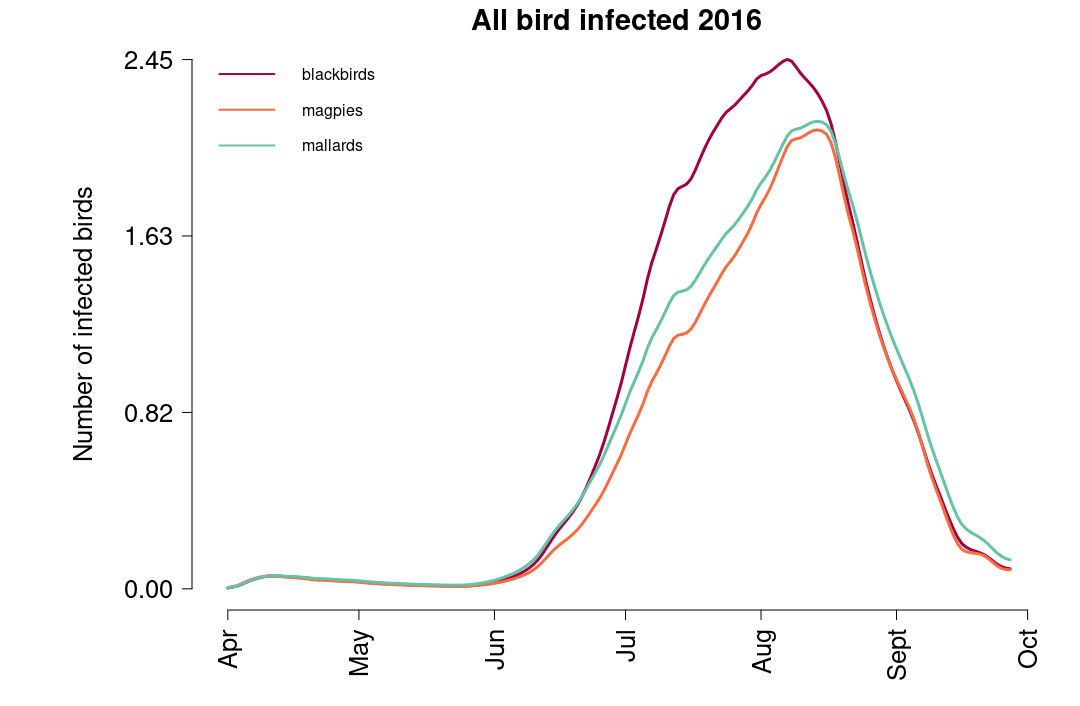 All bird infected 2016
2.45
1.63
0.82
0.00
Number of infected birds
blackbirds
magpies
mallards
Apr
May
Jun
Jul
Aug
Sept
Oct